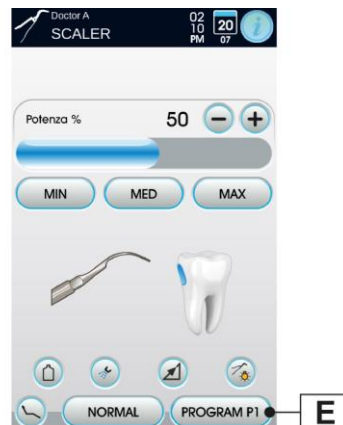 Doctor A
SCALER
02
10
PM
20
07
i
Potenza %
50
MIN
MED
MAX
NORMAL
PROGRAM P1
E